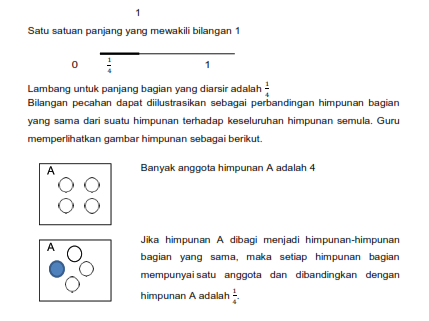 1
Satu satuan panjang yang mewakili bilangan 1
0 1/4 1
Lambang untuk panjang bagian yang diarsir adalah 1/4
Bilangan pecahan dapat diilustrasikan sebagai perbandingan himpunan bagian
yang sama dari suatu himpunan terhadap keseluruhan himpunan semula. Guru
memperlihatkan gambar himpunan sebagai berikut.
A
Banyak anggota himpunan A adalah 4
A
Jika himpunan A dibagi menjadi himpunan-himpunan
bagian yang sama, maka setiap himpunan bagian
mempunyai satu anggota dan dibandingkan dengan
himpunan A adalah 1/4.